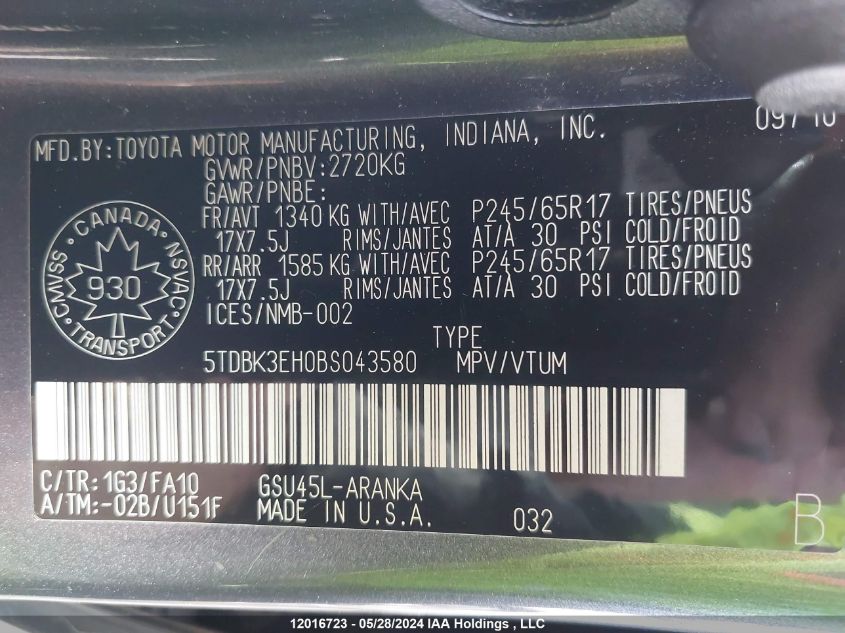 09/10
MFD.BY:TOYOTA MOTOR MANUFACTURING, INDIANA, INC.
GVWR/PNBV:2720KG
GAWR/PNBE:
FR/AVT 1340 KG WITH/AVEC P245/65R17 TIRES/PNEUS
17X7.5J RIMS/JANTES AT/A 30 PSI COLD/FROID
RR/ARR 1585 KG WITH/AVEC P245/65R17 TIRES/PNEUS
17X7.5J RIMS/JANTES AT/A 30 PSI COLD/FROID
ICES/NMB-002
CANADA
CMVSS 930 NSVAC
TRANSPORT
TYPE
5TDBK3EH0BS043580 MPV/VTUM
C/TR:1G3/FA10 GSU45L-ARANKA
A/TM:-02B/U151F MADE IN U.S.A. 032
B
12016723 - 05/28/2024 IAA Holdings , LLC